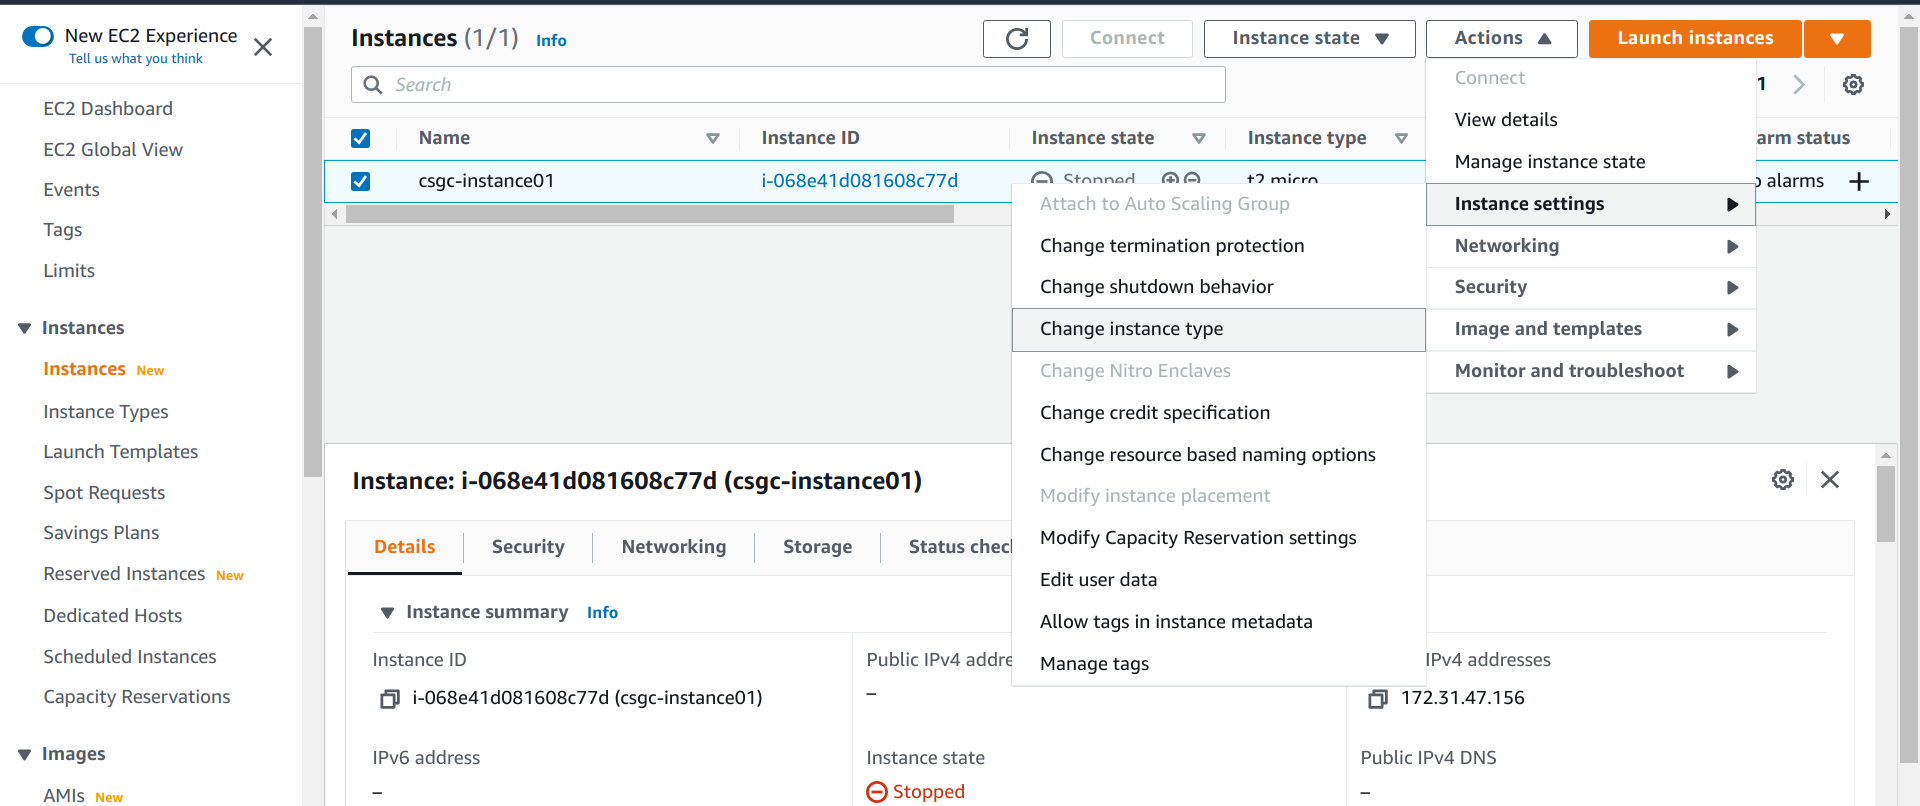 New EC2 Experience
Tell us what you think
EC2 Dashboard
EC2 Global View
Events
Tags
Limits
Instances
Instances New
Instance Types
Launch Templates
Spot Requests
Savings Plans
Reserved Instances New
Dedicated Hosts
Scheduled Instances
Capacity Reservations
Images
AMIs New
Instances (1/1) Info
Connect
Instance state
Actions
Launch instances
Search
1
Name
Instance ID
Instance state
Instance type
arm status
csgc-instance01
i-068e41d081608c77d
Stopped
t2.micro
o alarms
Connect
View details
Manage instance state
Instance settings
Networking
Security
Image and templates
Monitor and troubleshoot
Attach to Auto Scaling Group
Change termination protection
Change shutdown behavior
Change instance type
Change Nitro Enclaves
Change credit specification
Change resource based naming options
Modify instance placement
Modify Capacity Reservation settings
Edit user data
Allow tags in instance metadata
Manage tags
Instance: i-068e41d081608c77d (csgc-instance01)
Details
Security
Networking
Storage
Status chec
Instance summary Info
Instance ID
i-068e41d081608c77d (csgc-instance01)
Public IPv4 addre
–
IPv4 addresses
172.31.47.156
IPv6 address
–
Instance state
Stopped
Public IPv4 DNS
–